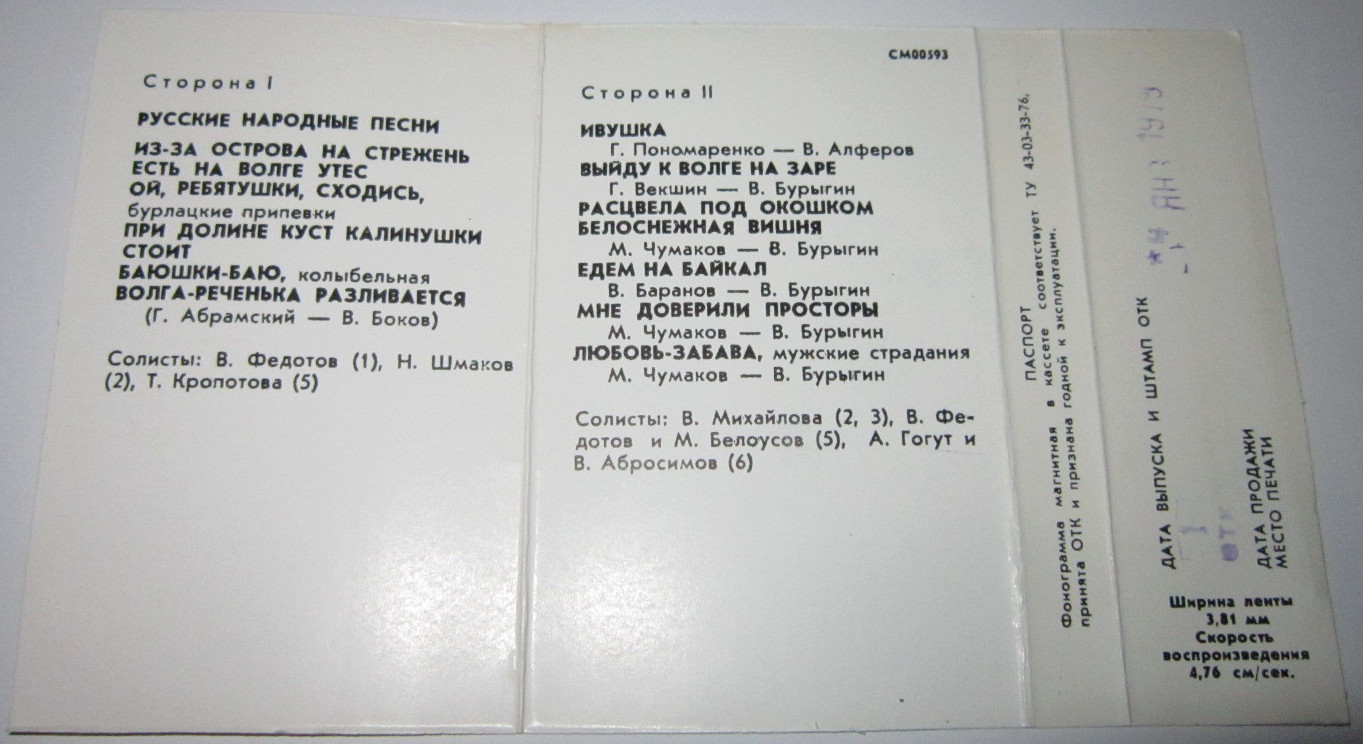 Сторона I
РУССКИЕ НАРОДНЫЕ ПЕСНИ
ИЗ-ЗА ОСТРОВА НА СТРЕЖЕНЬ
ЕСТЬ НА ВОЛГЕ УТЕС
ОЙ, РЕБЯТУШКИ, СХОДИСЬ,
бурлацкие припевки
ПРИ ДОЛИНЕ КУСТ КАЛИНУШКИ
СТОИТ
БАЮШКИ-БАЮ, колыбельная
ВОЛГА-РЕЧЕНЬКА РАЗЛИВАЕТСЯ
(Г. Абрамский — В. Боков)
Солисты: В. Федотов (1), Н. Шмаков
(2), Т. Кропотова (5)
СМ00593
Сторона II
ИВУШКА
Г. Пономаренко — В. Алферов
ВЫЙДУ К ВОЛГЕ НА ЗАРЕ
Г. Векшин — В. Бурыгин
РАСЦВЕЛА ПОД ОКОШКОМ
БЕЛОСНЕЖНАЯ ВИШНЯ
М. Чумаков — В. Бурыгин
ЕДЕМ НА БАЙКАЛ
В. Баранов — В. Бурыгин
МНЕ ДОВЕРИЛИ ПРОСТОРЫ
М. Чумаков — В. Бурыгин
ЛЮБОВЬ-ЗАБАВА, мужские страдания
М. Чумаков — В. Бурыгин
Солисты: В. Михайлова (2, 3), В. Фе-
дотов и М. Белоусов (5), А. Гогут и
В. Абросимов (6)
ПАСПОРТ
Фонограмма магнитная в кассете соответствует ТУ 43-03-33-76,
принята ОТК и признана годной к эксплуатации.
ДАТА ВЫПУСКА И ШТАМП ОТК
ОТК
ДАТА ПРОДАЖИ
МЕСТО ПЕЧАТИ
Ширина ленты
3,81 мм
Скорость
воспроизведения
4,76 см/сек.